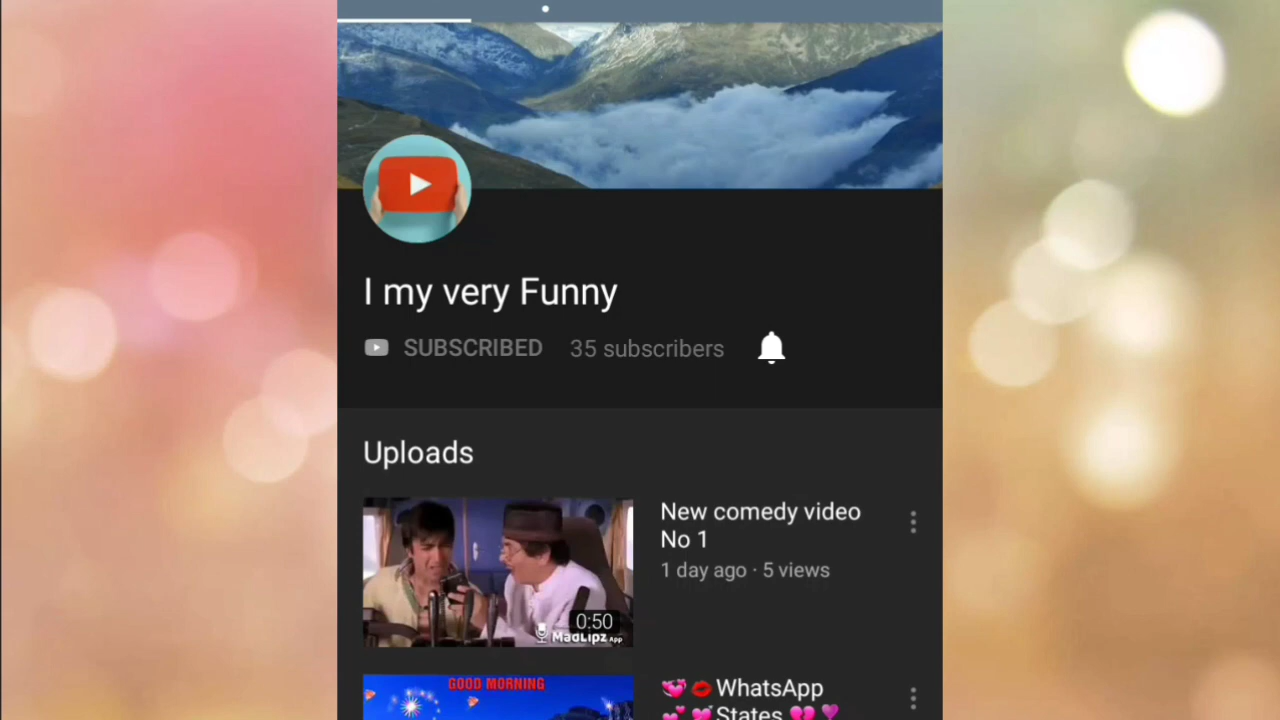 I my very Funny
SUBSCRIBED 35 subscribers
Uploads
New comedy video
No 1
1 day ago · 5 views
0:50
MadLipz App
GOOD MORNING
💞💋WhatsApp
💕💓States 💔💗